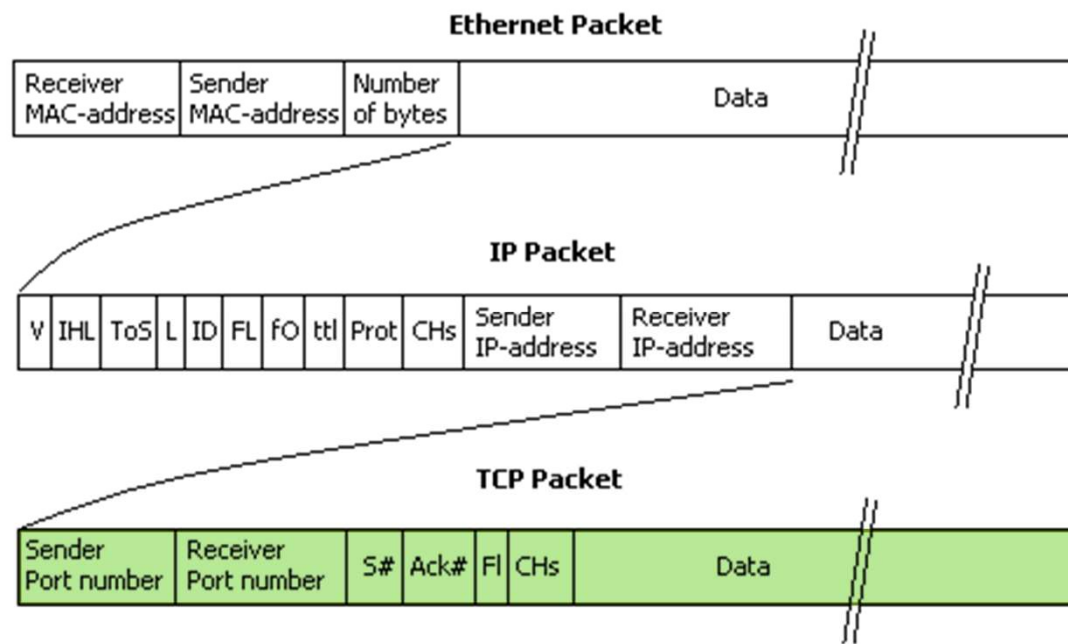 Ethernet Packet
Receiver
MAC-address
Sender
MAC-address
Number
of bytes
Data
IP Packet
V
IHL
ToS
L
ID
FL
fO
ttl
Prot
CHs
Sender
IP-address
Receiver
IP-address
Data
TCP Packet
Sender
Port number
Receiver
Port number
S#
Ack#
Fl
CHs
Data